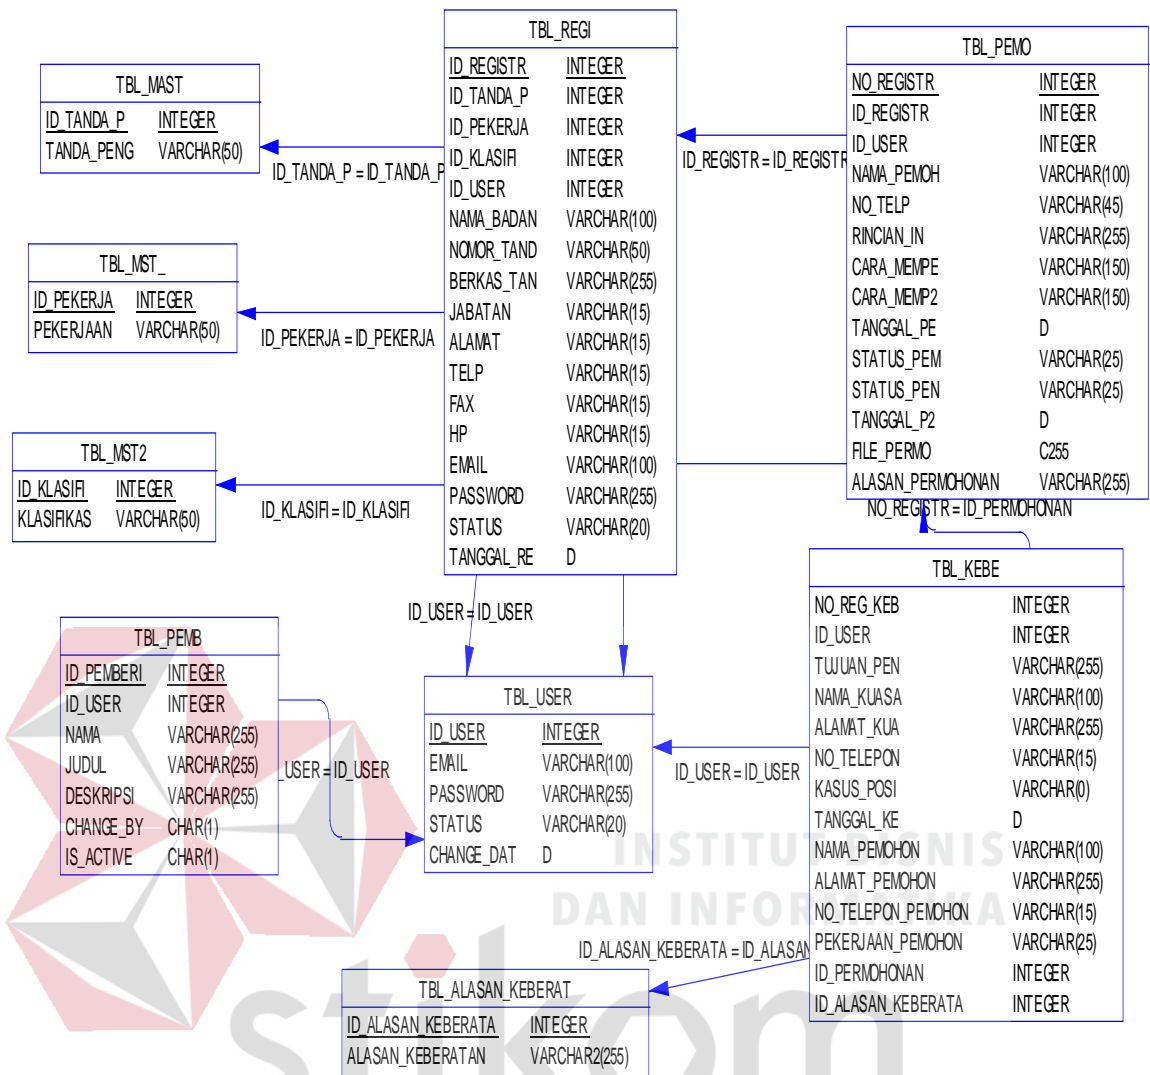 TBL_MAST
ID_TANDA_P INTEGER
TANDA_PENG VARCHAR(50)
ID_TANDA_P = ID_TANDA_P
TBL_MST_
ID_PEKERJA INTEGER
PEKERJAAN VARCHAR(50)
ID_PEKERJA = ID_PEKERJA
TBL_MST2
ID_KLASIFI INTEGER
KLASIFIKAS VARCHAR(50)
ID_KLASIFI = ID_KLASIFI
TBL_REGI
ID_REGISTR INTEGER
ID_TANDA_P INTEGER
ID_PEKERJA INTEGER
ID_KLASIFI INTEGER
ID_USER INTEGER
NAMA_BADAN VARCHAR(100)
NOMOR_TAND VARCHAR(50)
BERKAS_TAN VARCHAR(255)
JABATAN VARCHAR(15)
ALAMAT VARCHAR(15)
TELP VARCHAR(15)
FAX VARCHAR(15)
HP VARCHAR(15)
EMAIL VARCHAR(100)
PASSWORD VARCHAR(255)
STATUS VARCHAR(20)
TANGGAL_RE D
ID_REGISTR = ID_REGISTR
TBL_PEMO
NO_REGISTR INTEGER
ID_REGISTR INTEGER
ID_USER INTEGER
NAMA_PEMOH VARCHAR(100)
NO_TELP VARCHAR(45)
RINCIAN_IN VARCHAR(255)
CARA_MEMPE VARCHAR(150)
CARA_MEMP2 VARCHAR(150)
TANGGAL_PE D
STATUS_PEM VARCHAR(25)
STATUS_PEN VARCHAR(25)
TANGGAL_P2 D
FILE_PERMO C255
ALASAN_PERMOHONAN VARCHAR(255)
NO_REGISTR = ID_PERMOHONAN
ID_USER = ID_USER
TBL_PEMB
ID_PEMBERI INTEGER
ID_USER INTEGER
NAMA VARCHAR(255)
JUDUL VARCHAR(255)
DESKRIPSI VARCHAR(255)
CHANGE_BY CHAR(1)
IS_ACTIVE CHAR(1)
_USER = ID_USER
TBL_USER
ID_USER INTEGER
EMAIL VARCHAR(100)
PASSWORD VARCHAR(255)
STATUS VARCHAR(20)
CHANGE_DAT D
ID_USER = ID_USER
TBL_KEBE
NO_REG_KEB INTEGER
ID_USER INTEGER
TUJUAN_PEN VARCHAR(255)
NAMA_KUASA VARCHAR(100)
ALAMAT_KUA VARCHAR(255)
NO_TELEPON VARCHAR(15)
KASUS_POSI VARCHAR(0)
TANGGAL_KE D
NAMA_PEMOHON VARCHAR(100)
ALAMAT_PEMOHON VARCHAR(255)
NO_TELEPON_PEMOHON VARCHAR(15)
PEKERJAAN_PEMOHON VARCHAR(25)
ID_PERMOHONAN INTEGER
ID_ALASAN_KEBERATA INTEGER
ID_ALASAN_KEBERATA = ID_ALASAN
TBL_ALASAN_KEBERAT
ID_ALASAN_KEBERATA INTEGER
ALASAN_KEBERATAN VARCHAR2(255)
INSTITUT BISNIS
DAN INFORMATIKA
stikom